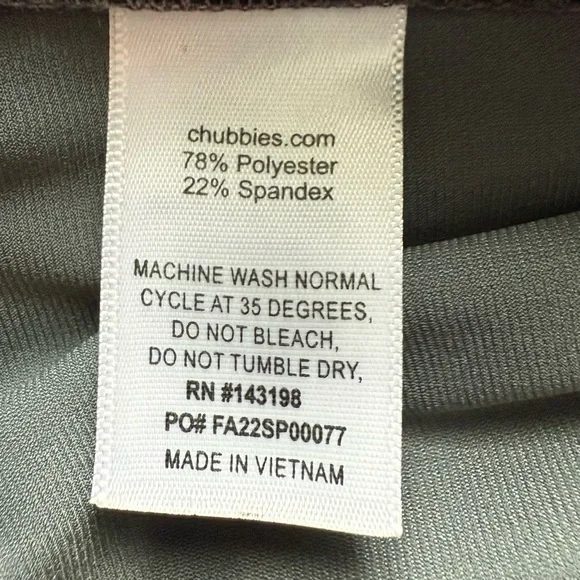 chubbies.com
78% Polyester
22% Spandex
MACHINE WASH NORMAL
CYCLE AT 35 DEGREES,
DO NOT BLEACH,
DO NOT TUMBLE DRY,
RN #143198
PO# FA22SP00077
MADE IN VIETNAM